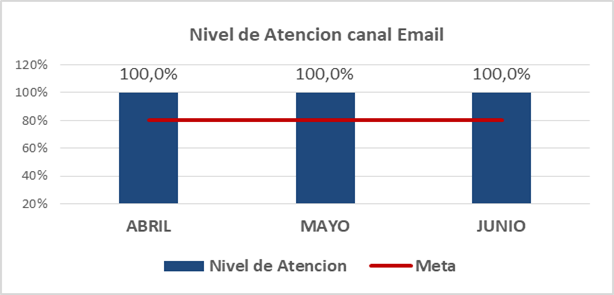 Nivel de Atencion canal Email
120%
100,0% 100,0% 100,0%
100%
80%
60%
40%
20%
ABRIL MAYO JUNIO
Nivel de Atencion Meta